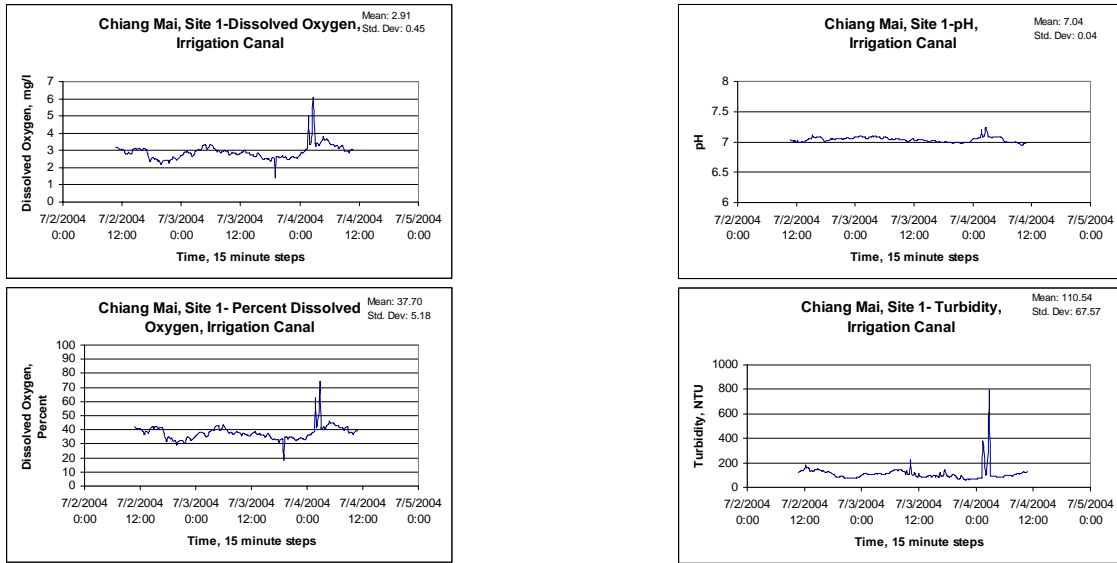 Chiang Mai, Site 1-Dissolved Oxygen,
Irrigation Canal
Mean: 2.91
Std. Dev: 0.45
Dissolved Oxygen, mg/l
7
6
5
4
3
2
1
0
7/2/2004 7/2/2004 7/3/2004 7/3/2004 7/4/2004 7/4/2004 7/5/2004
0:00 12:00 0:00 12:00 0:00 12:00 0:00
Time, 15 minute steps
Chiang Mai, Site 1-pH,
Irrigation Canal
Mean: 7.04
Std. Dev: 0.04
pH
8
7.5
7
6.5
6
7/2/2004 7/2/2004 7/3/2004 7/3/2004 7/4/2004 7/4/2004 7/5/2004
0:00 12:00 0:00 12:00 0:00 12:00 0:00
Time, 15 minute steps
Chiang Mai, Site 1- Percent Dissolved
Oxygen, Irrigation Canal
Mean: 37.70
Std. Dev: 5.18
Dissolved Oxygen,
Percent
100
90
80
70
60
50
40
30
20
10
0
7/2/2004 7/2/2004 7/3/2004 7/3/2004 7/4/2004 7/4/2004 7/5/2004
0:00 12:00 0:00 12:00 0:00 12:00 0:00
Time, 15 minute steps
Chiang Mai, Site 1- Turbidity,
Irrigation Canal
Mean: 110.54
Std. Dev: 67.57
Turbidity, NTU
1000
800
600
400
200
0
7/2/2004 7/2/2004 7/3/2004 7/3/2004 7/4/2004 7/4/2004 7/5/2004
0:00 12:00 0:00 12:00 0:00 12:00 0:00
Time, 15 minute steps